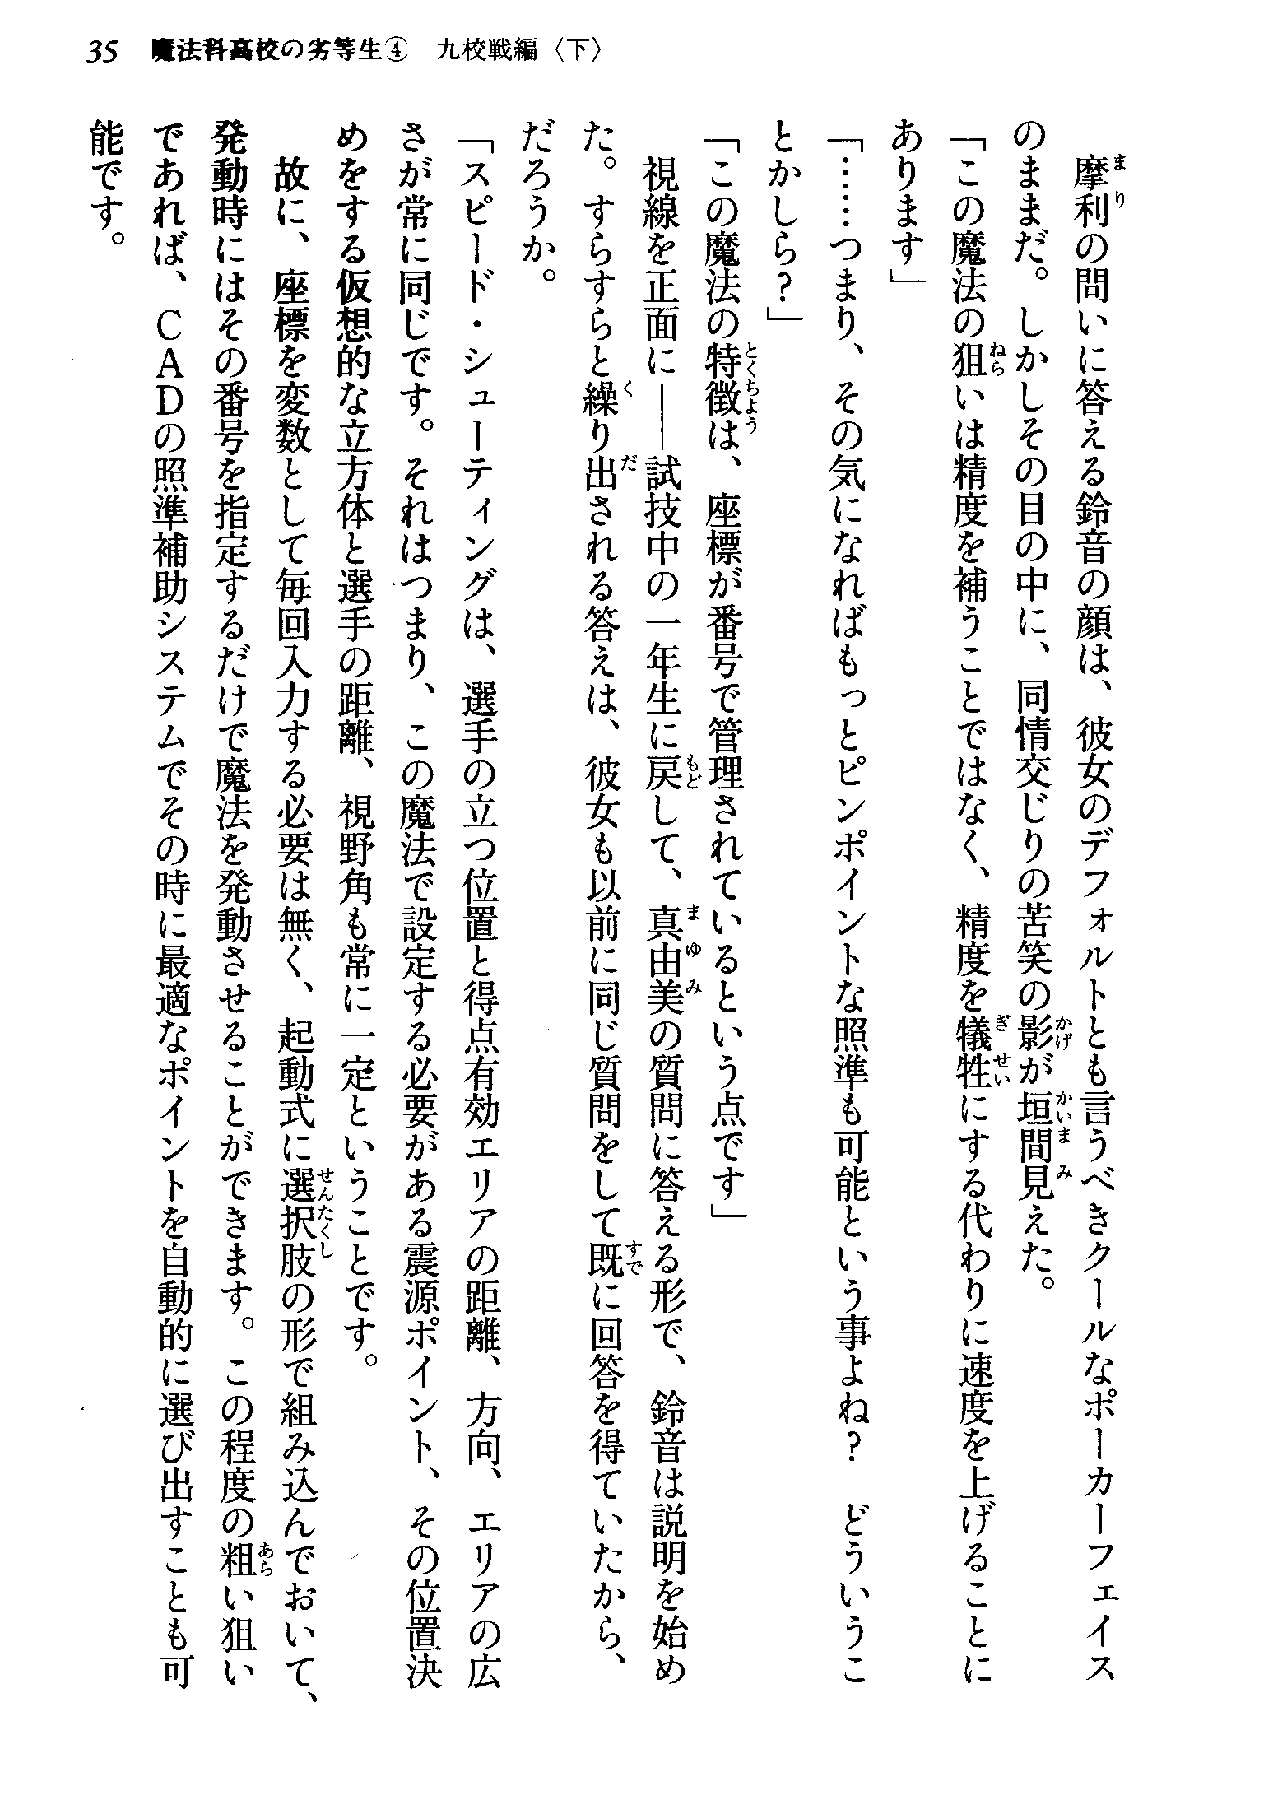 35 魔法科高校の劣等生④ 九校戦編〈下〉
摩利の問いに答える鈴音の顔は、彼女のデフォルトとも言うべきクールなポーカーフェイス
のままだ。しかしその目の中に、同情交じりの苦笑の影が垣間見えた。
「この魔法の狙いは精度を補うことではなく、精度を犠牲にする代わりに速度を上げることに
あります」
「……つまり、その気になればもっとピンポイントな照準も可能という事よね? どういうこ
とかしら?」
「この魔法の特徴は、座標が番号で管理されているという点です」
視線を正面に――試技中の一年生に戻して、真由美の質問に答える形で、鈴音は説明を始め
た。すらすらと繰り出される答えは、彼女も以前に同じ質問をして既に回答を得ていたから、
だろうか。
「スピード・シューティングは、選手の立つ位置と得点有効エリアの距離、方向、エリアの広
さが常に同じです。それはつまり、この魔法で設定する必要がある震源ポイント、その位置決
めをする仮想的な立方体と選手の距離、視野角も常に一定ということです。
故に、座標を変数として毎回入力する必要は無く、起動式に選択肢の形で組み込んでおいて、
発動時にはその番号を指定するだけで魔法を発動させることができます。この程度の粗い狙い
であれば、CADの照準補助システムでその時に最適なポイントを自動的に選び出すことも可
能です。